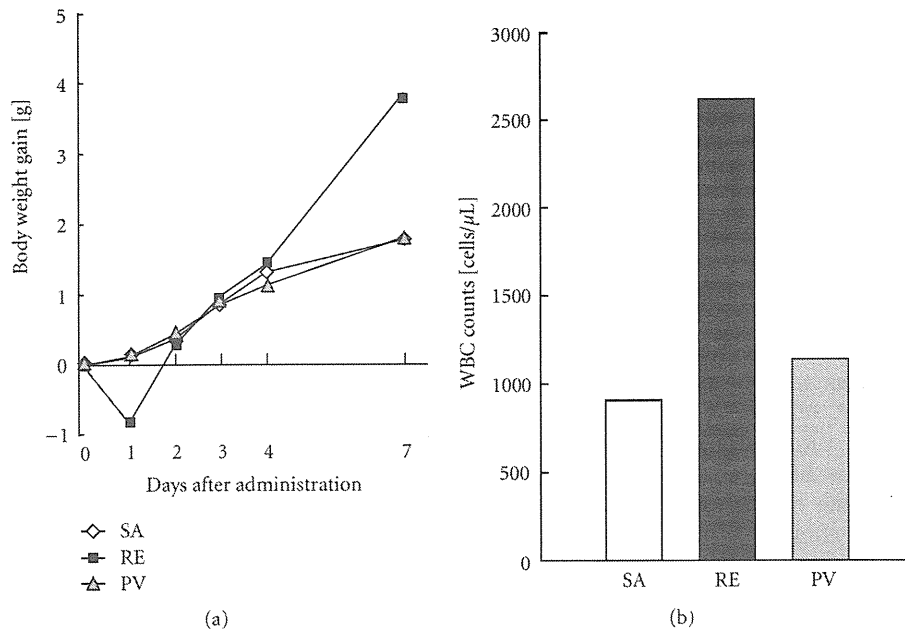 Body weight gain [g]
5
4
3
2
1
0
−1
0 1 2 3 4 7
Days after administration
SA
RE
PV
(a)
WBC counts [cells/μL]
3000
2500
2000
1500
1000
500
0
SA RE PV
(b)